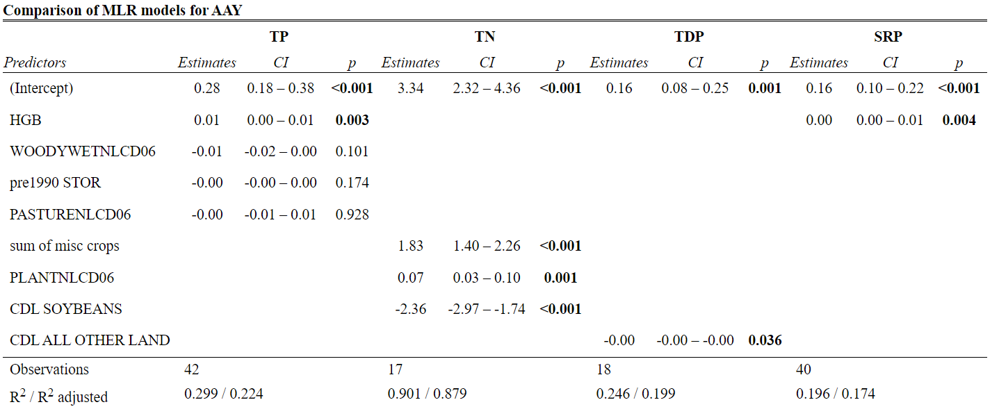 Comparison of MLR models for AAY
TP TN TDP SRP
Predictors Estimates CI p Estimates CI p Estimates CI p Estimates CI p
(Intercept) 0.28 0.18 – 0.38 <0.001 3.34 2.32 – 4.36 <0.001 0.16 0.08 – 0.25 0.001 0.16 0.10 – 0.22 <0.001
HGB 0.01 0.00 – 0.01 0.003 0.00 0.00 – 0.01 0.004
WOODYWETNLCD06 -0.01 -0.02 – 0.00 0.101
pre1990 STOR -0.00 -0.00 – 0.00 0.174
PASTURENLCD06 -0.00 -0.01 – 0.01 0.928
sum of misc crops 1.83 1.40 – 2.26 <0.001
PLANTNLCD06 0.07 0.03 – 0.10 0.001
CDL SOYBEANS -2.36 -2.97 – -1.74 <0.001
CDL ALL OTHER LAND -0.00 -0.00 – -0.00 0.036
Observations 42 17 18 40
R² / R² adjusted 0.299 / 0.224 0.901 / 0.879 0.246 / 0.199 0.196 / 0.174